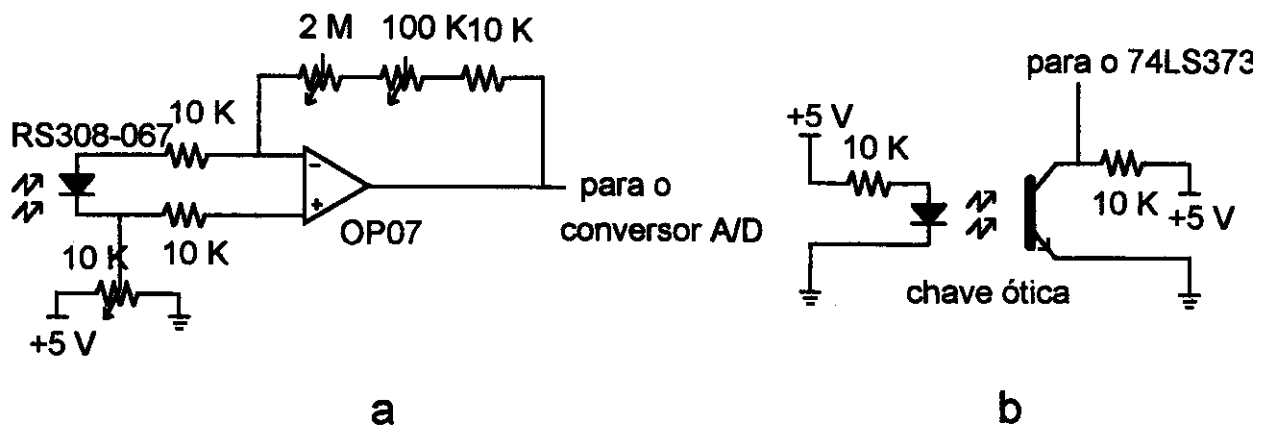 2 M 100 K 10 K
10 K
RS308-067
10 K
10 K
+5 V
OP07
para o
conversor A/D
a
para o 74LS373
+5 V
10 K
10 K
+5 V
chave ótica
b